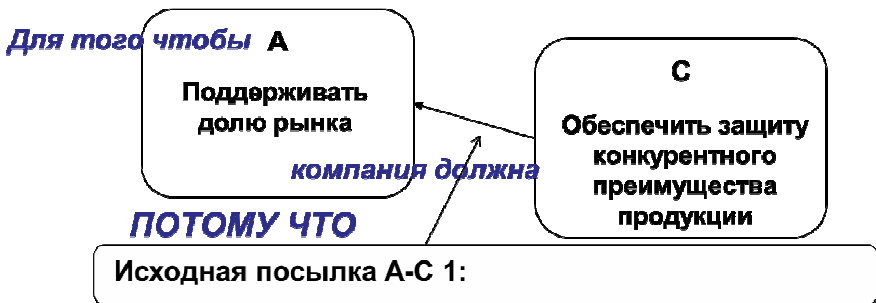 Для того чтобы
А
Поддерживать
долю рынка
компания должна
С
Обеспечить защиту
конкурентного
преимущества
продукции
ПОТОМУ ЧТО
Исходная посылка А-С 1: